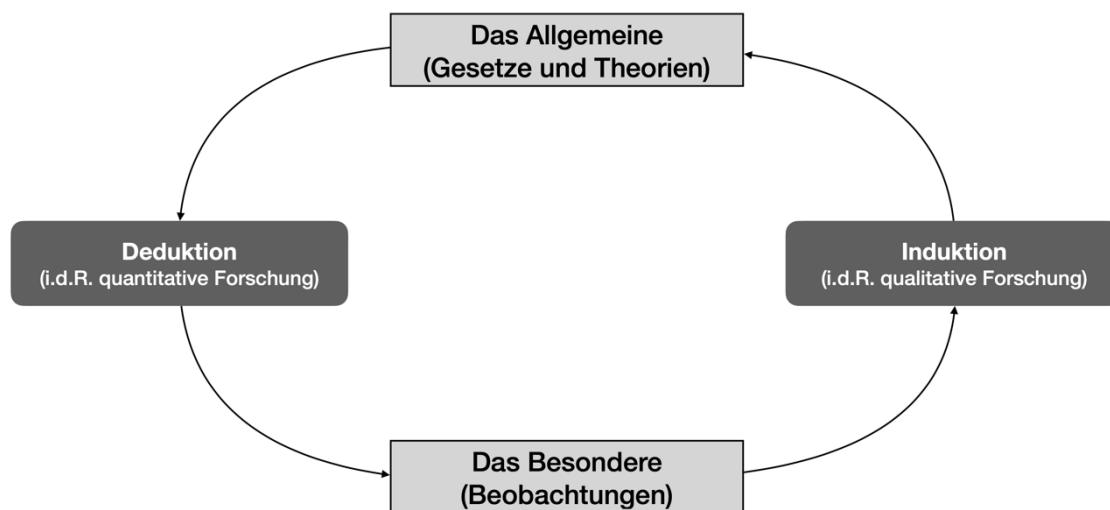 Das Allgemeine
(Gesetze und Theorien)
Deduktion
(i.d.R. quantitative Forschung)
Induktion
(i.d.R. qualitative Forschung)
Das Besondere
(Beobachtungen)